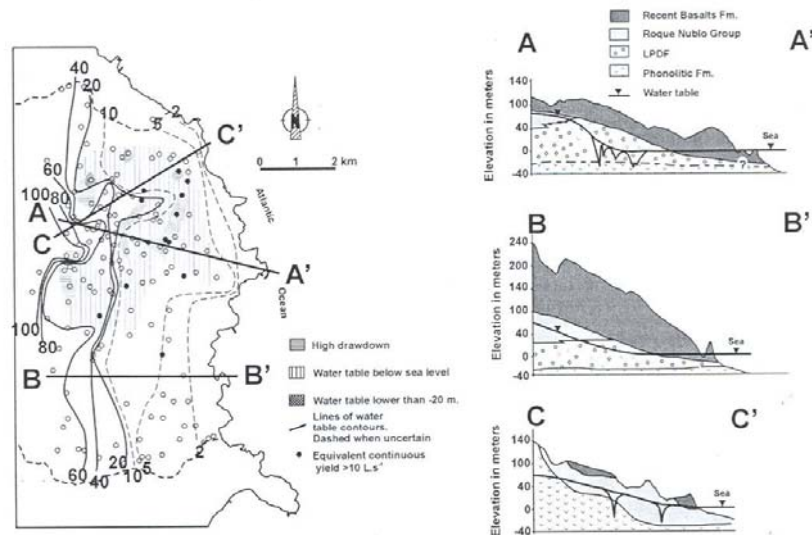 40
20
10
2
5
C'
N
0 1 2 km
60
100 80
A
C
Atlantic
A'
Ocean
100
80
B B'
20
10 5
2
60
40
High drawdown
Water table below sea level
Water table lower than -20 m.
Lines of water
table contours.
Dashed when uncertain
Equivalent continuous
yield >10 L.s⁻¹
Recent Basalts Fm.
Roque Nublo Group
LPDF
Phonolitic Fm.
Water table
A A'
Elevation in meters
140
100
40
0
-40
Sea
B B'
Elevation in meters
240
200
140
100
40
0
-40
Sea
C C'
Elevation in meters
140
100
40
0
-40
Sea